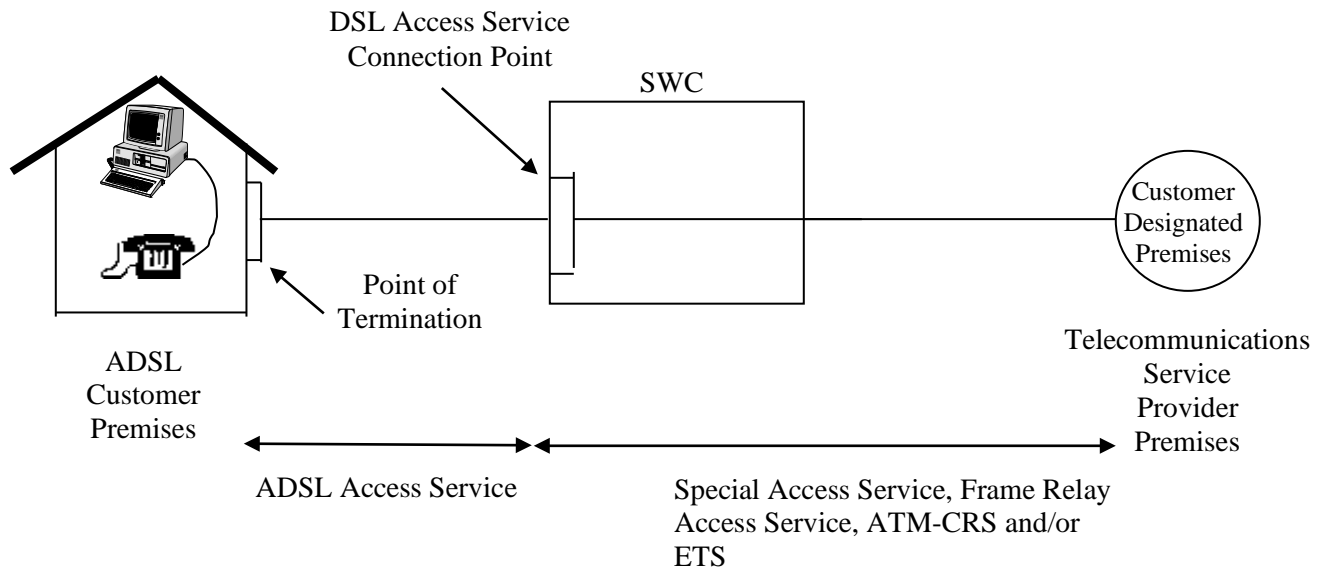 DSL Access Service
Connection Point
SWC
Customer
Designated
Premises
Point of
Termination
ADSL
Customer
Premises
Telecommunications
Service
Provider
Premises
ADSL Access Service
Special Access Service, Frame Relay
Access Service, ATM-CRS and/or
ETS